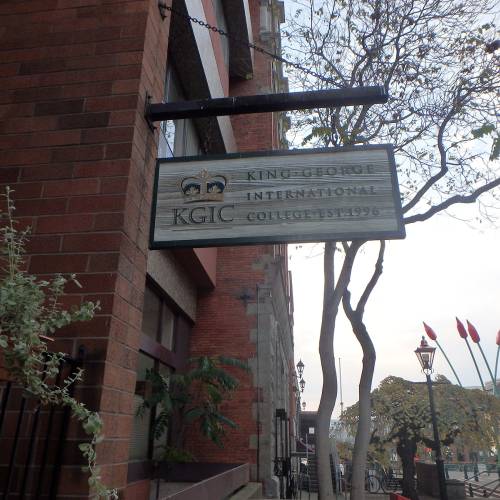 KGIC
KING·GEORGE
INTERNATIONAL
COLLEGE·EST.1996